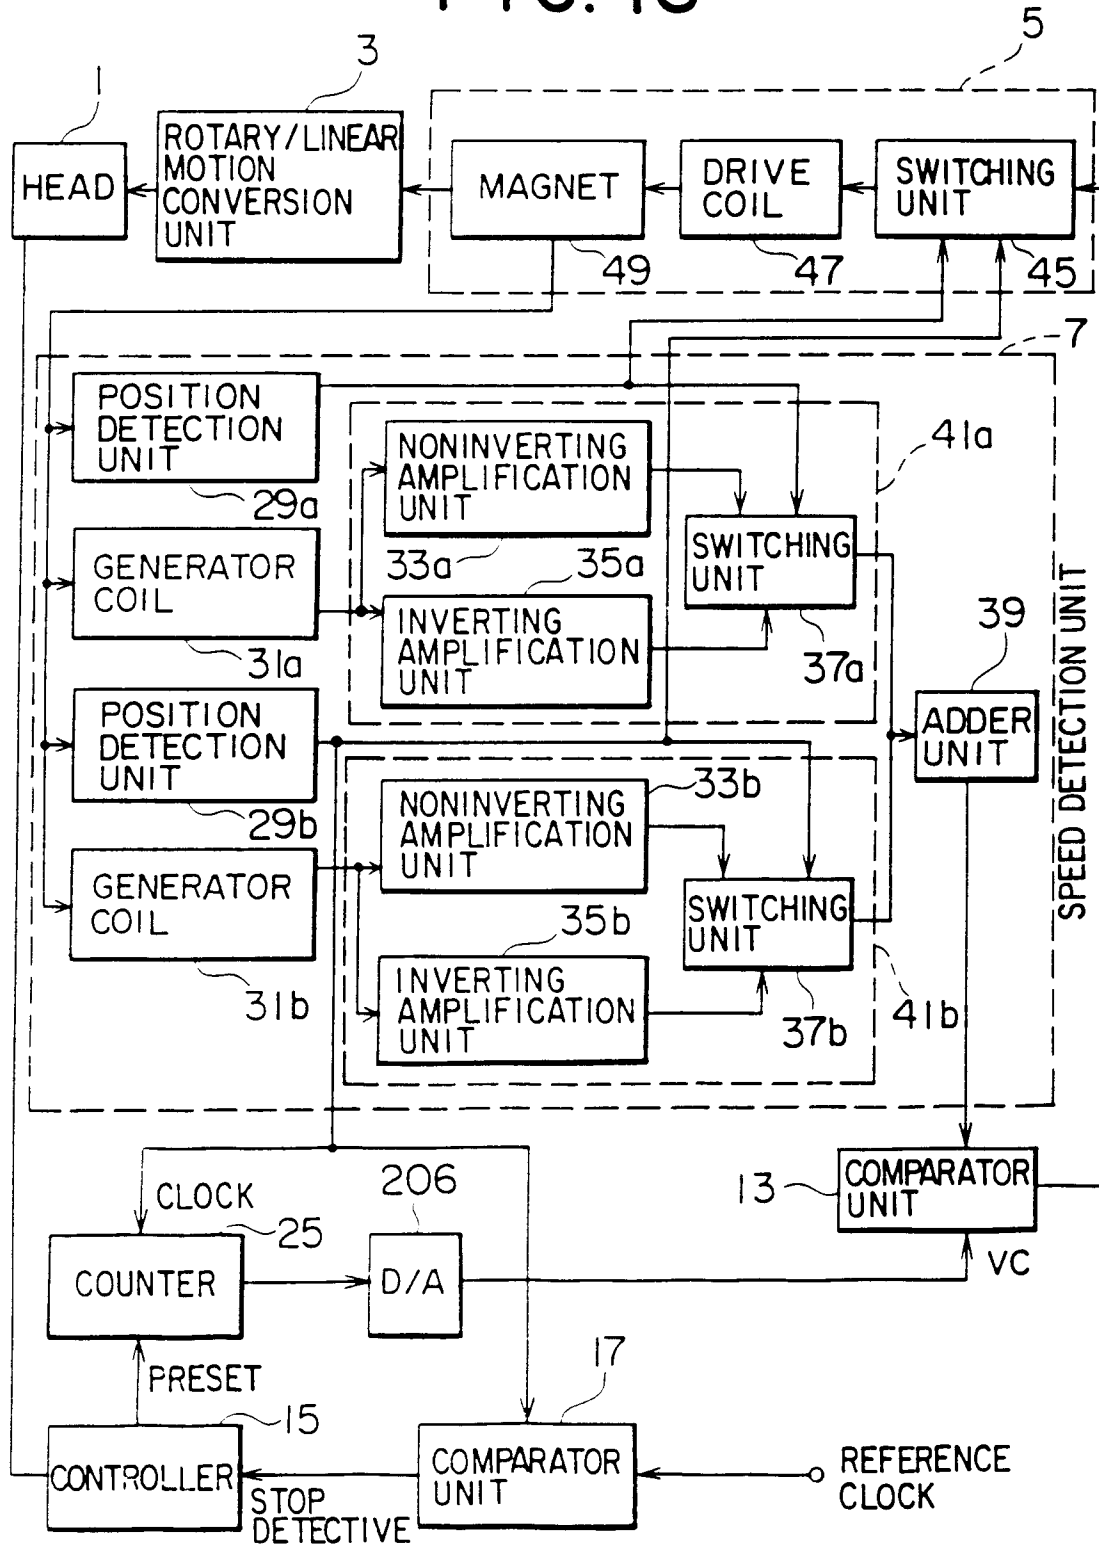 5
3
1
ROTARY/LINEAR
MOTION
CONVERSION
UNIT
HEAD
MAGNET
DRIVE
COIL
SWITCHING
UNIT
49
47
45
7
POSITION
DETECTION
UNIT
29a
NONINVERTING
AMPLIFICATION
UNIT
41a
33a
35a
GENERATOR
COIL
31a
SWITCHING
UNIT
37a
INVERTING
AMPLIFICATION
UNIT
39
ADDER
UNIT
SPEED DETECTION UNIT
POSITION
DETECTION
UNIT
29b
NONINVERTING
AMPLIFICATION
UNIT
33b
GENERATOR
COIL
31b
SWITCHING
UNIT
35b
37b
41b
INVERTING
AMPLIFICATION
UNIT
CLOCK
206
13
COMPARATOR
UNIT
25
COUNTER
D/A
VC
PRESET
17
15
CONTROLLER
STOP
DETECTIVE
COMPARATOR
UNIT
REFERENCE
CLOCK